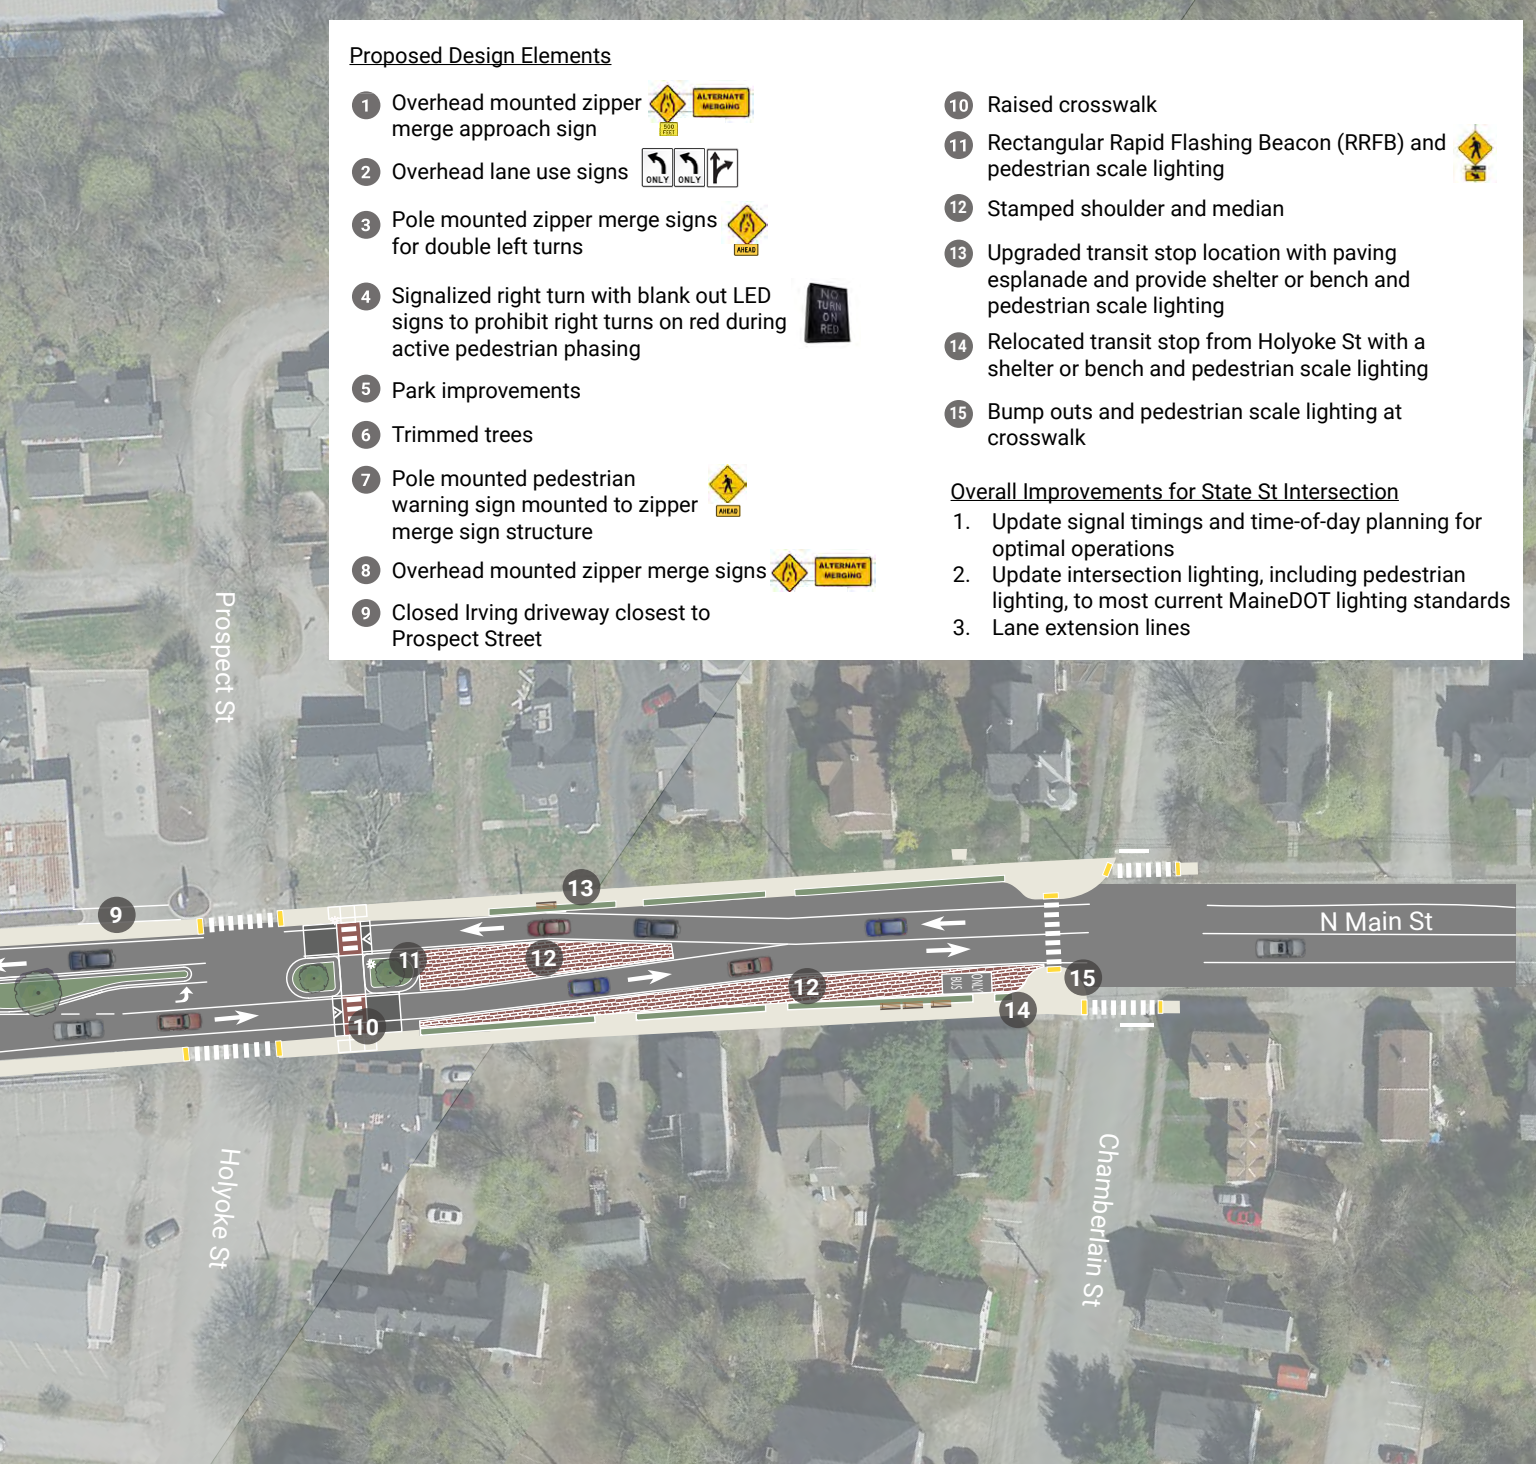 Proposed Design Elements
1 Overhead mounted zipper
merge approach sign
ALTERNATE
MERGING
500
FEET
2 Overhead lane use signs
ONLY ONLY
3 Pole mounted zipper merge signs
for double left turns
AHEAD
4 Signalized right turn with blank out LED
signs to prohibit right turns on red during
active pedestrian phasing
NO
TURN
ON
RED
5 Park improvements
6 Trimmed trees
7 Pole mounted pedestrian
warning sign mounted to zipper
merge sign structure
AHEAD
8 Overhead mounted zipper merge signs
ALTERNATE
MERGING
9 Closed Irving driveway closest to
Prospect Street
10 Raised crosswalk
11 Rectangular Rapid Flashing Beacon (RRFB) and
pedestrian scale lighting
12 Stamped shoulder and median
13 Upgraded transit stop location with paving
esplanade and provide shelter or bench and
pedestrian scale lighting
14 Relocated transit stop from Holyoke St with a
shelter or bench and pedestrian scale lighting
15 Bump outs and pedestrian scale lighting at
crosswalk
Overall Improvements for State St Intersection
1. Update signal timings and time-of-day planning for
optimal operations
2. Update intersection lighting, including pedestrian
lighting, to most current MaineDOT lighting standards
3. Lane extension lines
Prospect St
13
9
N Main St
11
12
12
ONLY
BUS
15
14
10
Holyoke St
Chamberlain St